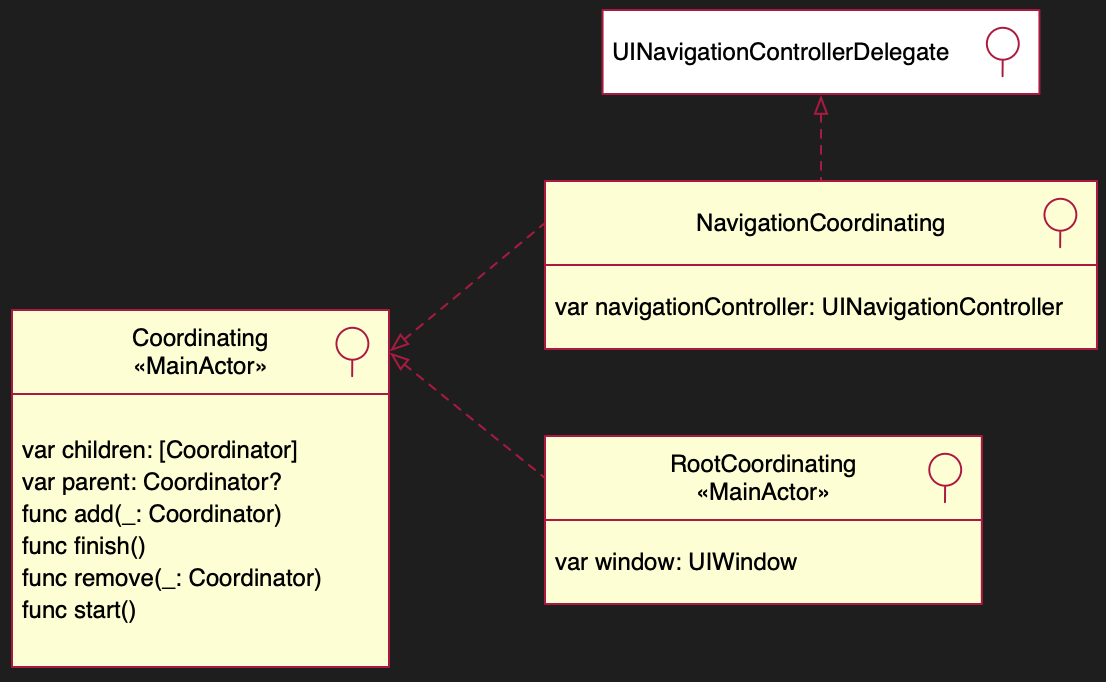 UINavigationControllerDelegate
NavigationCoordinating
var navigationController: UINavigationController
Coordinating
«MainActor»
var children: [Coordinator]
var parent: Coordinator?
func add(_: Coordinator)
func finish()
func remove(_: Coordinator)
func start()
RootCoordinating
«MainActor»
var window: UIWindow